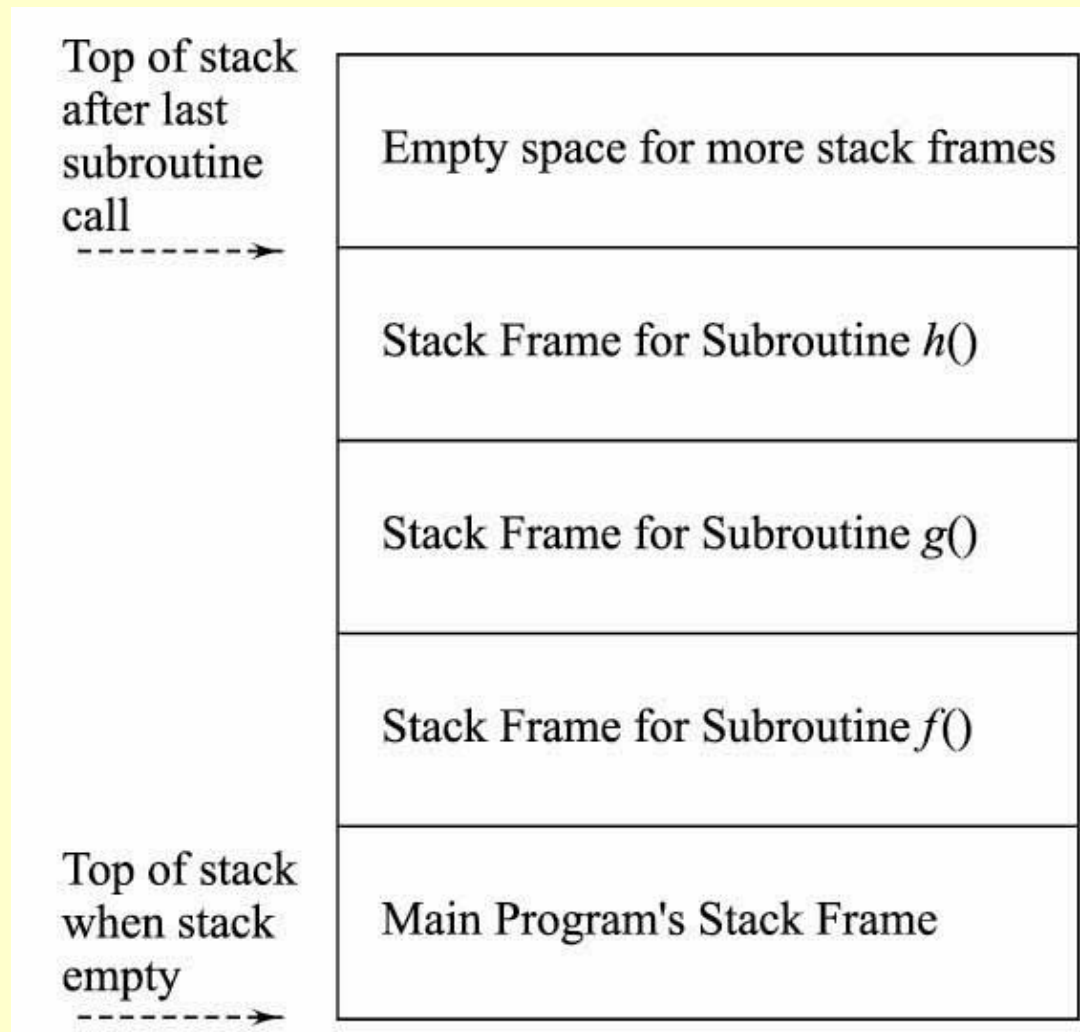 Top of stack
after last
subroutine
call
Empty space for more stack frames
Stack Frame for Subroutine h()
Stack Frame for Subroutine g()
Stack Frame for Subroutine f()
Top of stack
when stack
empty
Main Program's Stack Frame